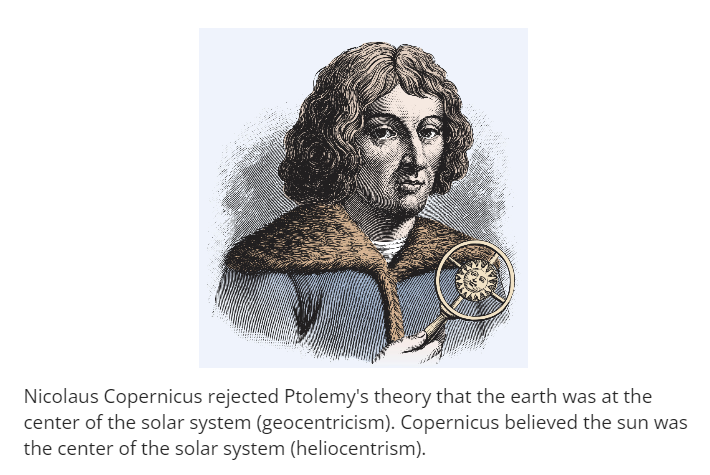 Nicolaus Copernicus rejected Ptolemy's theory that the earth was at the
center of the solar system (geocentricism). Copernicus believed the sun was
the center of the solar system (heliocentrism).